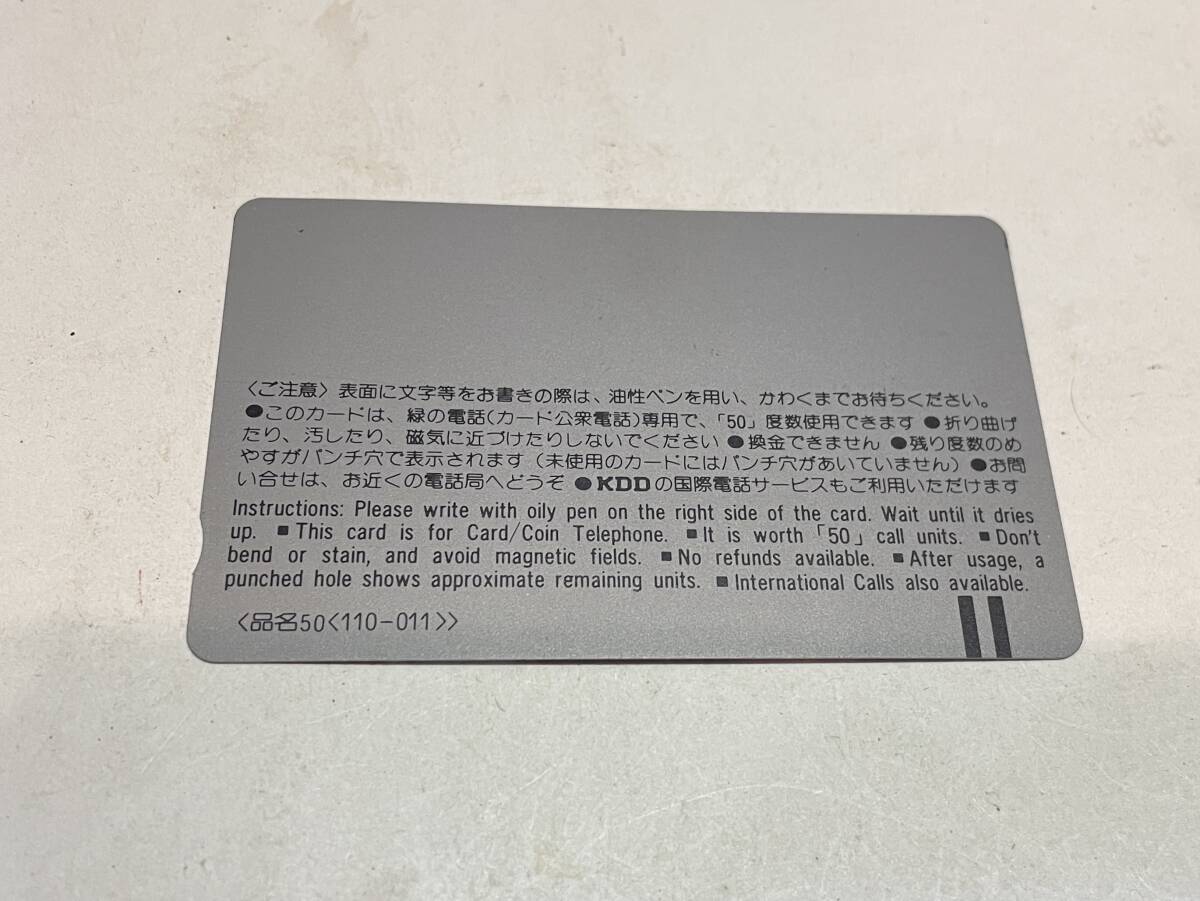 〈ご注意〉表面に文字等をお書きの際は、油性ペンを用い、かわくまでお待ちください。
●このカードは、緑の電話(カード公衆電話)専用で、「50」度数使用できます ●折り曲げ
たり、汚したり、磁気に近づけたりしないでください ●換金できません ●残り度数のめ
やすがパンチ穴で表示されます（未使用のカードにはパンチ穴があいていません）●お問
い合せは、お近くの電話局へどうぞ ●KDDの国際電話サービスもご利用いただけます
Instructions: Please write with oily pen on the right side of the card. Wait until it dries
up. ■ This card is for Card/Coin Telephone. ■ It is worth「50」call units. ■ Don't
bend or stain, and avoid magnetic fields. ■ No refunds available. ■ After usage, a
punched hole shows approximate remaining units. ■ International Calls also available.
〈品名50〈110-011〉〉